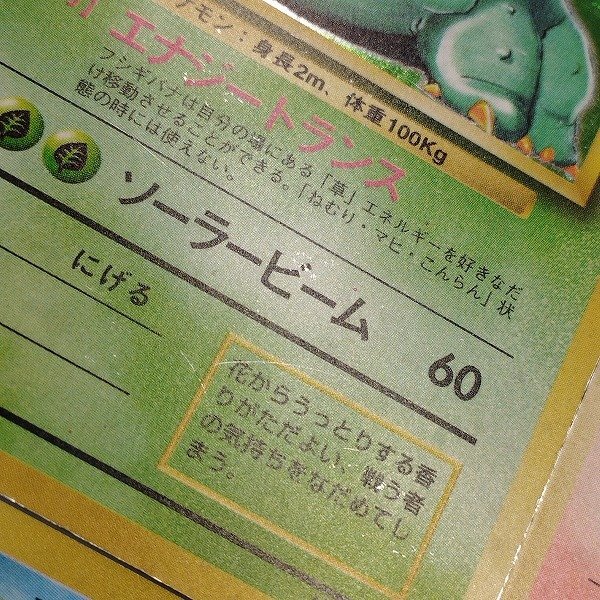 ケモン：身長2m、体重100Kg
エナジートランス
フシギバナは自分の場にある「草」エネルギーを好きなだ
け移動させることができる。「ねむり・マヒ・こんらん」状
態の時には使えない。
ソーラービーム 60
にげる
花からうっとりする香
りがただよい、戦う者
の気持ちをなだめてし
まう。